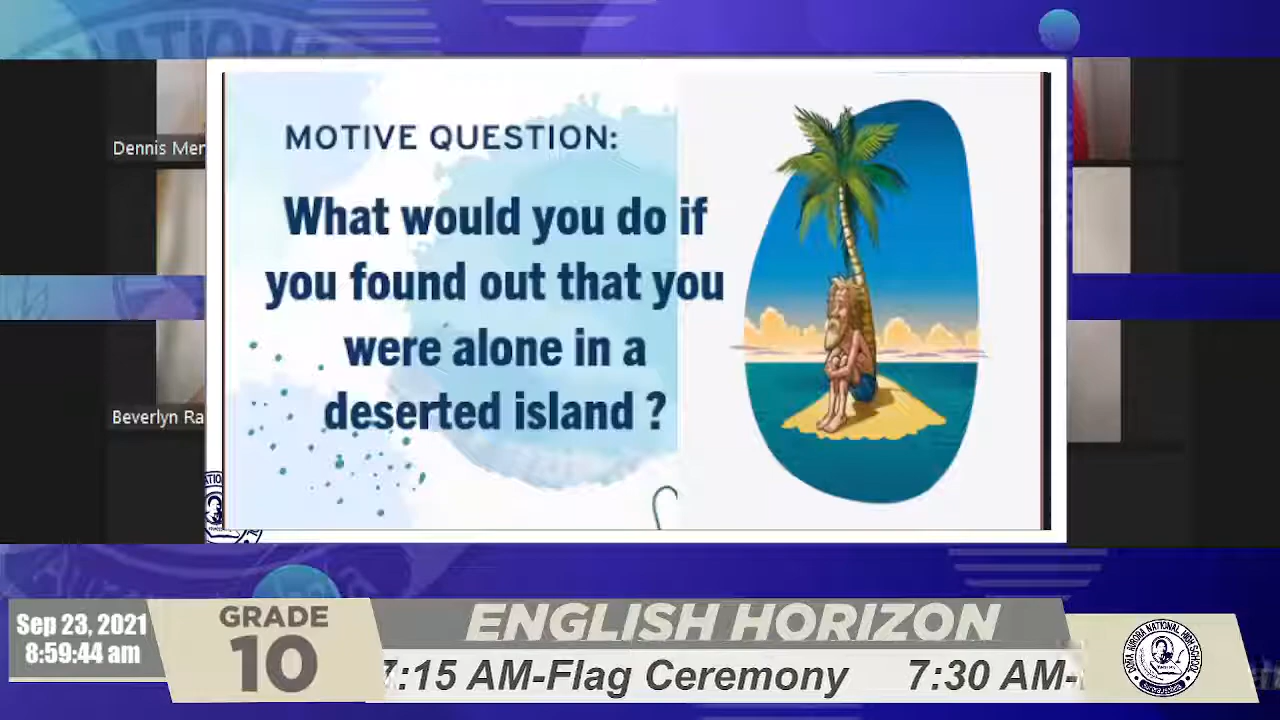 NATIONAL
Dennis Mer
MOTIVE QUESTION:
What would you do if
you found out that you
were alone in a
deserted island ?
Beverlyn Ra
Sep 23, 2021
8:59:44 am
GRADE
10
ENGLISH HORIZON
7:15 AM-Flag Ceremony 7:30 AM-